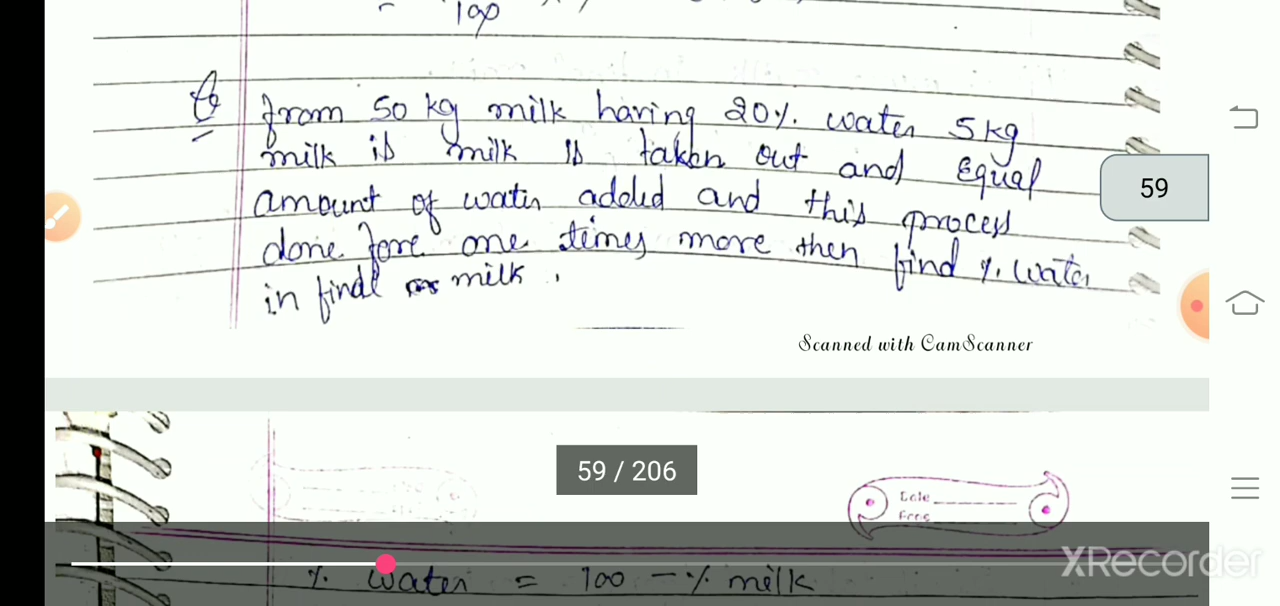 100
Q from 50 kg milk having 20%. water 5kg
milk is milk is taken out and Equal
amount of water added and this process
done fore one times more then find %. water
in find milk.
Scanned with CamScanner
59
59 / 206
Date
XRecorder
%. water = 100 - % milk